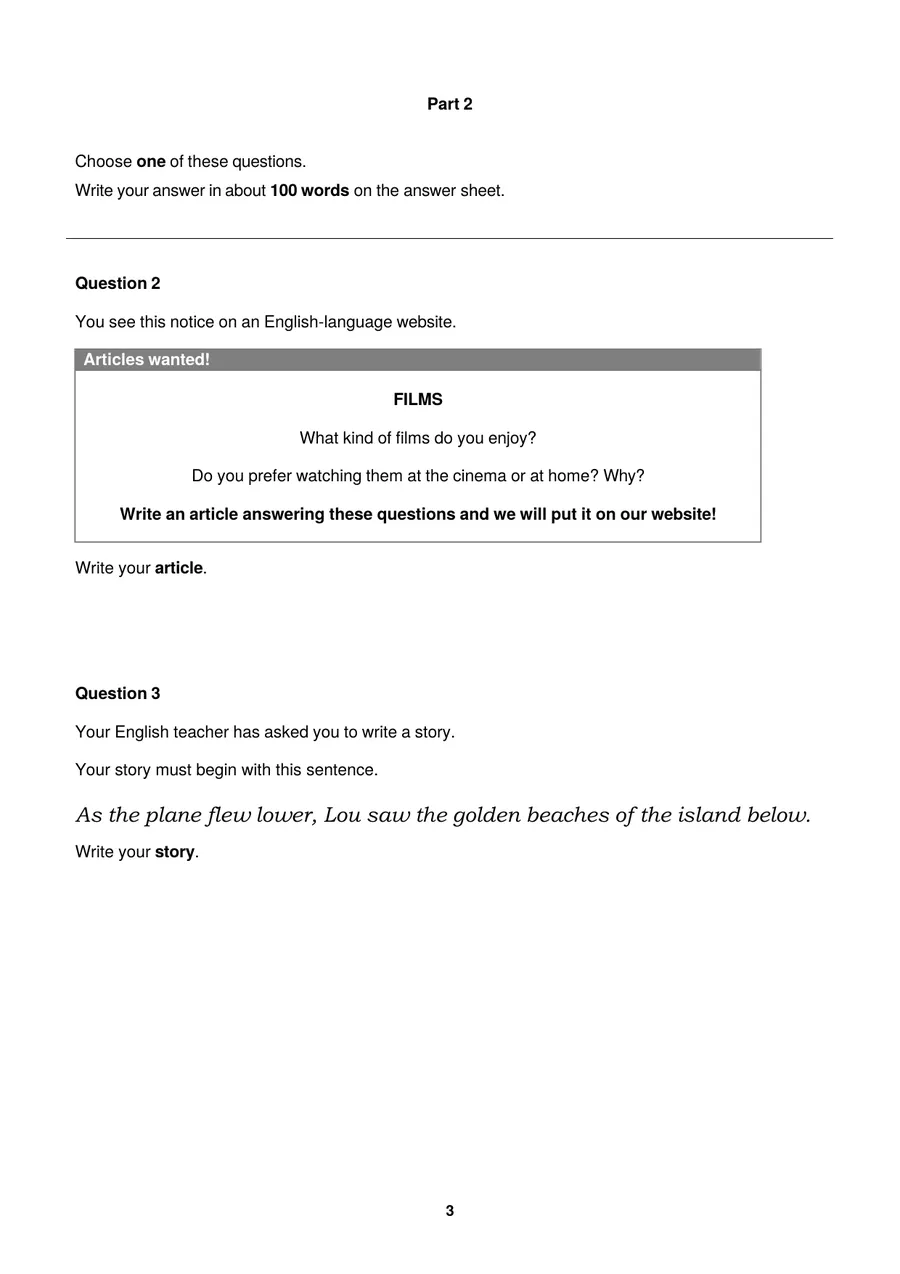 Part 2
Choose one of these questions.
Write your answer in about 100 words on the answer sheet.
Question 2
You see this notice on an English-language website.
Articles wanted!
FILMS
What kind of films do you enjoy?
Do you prefer watching them at the cinema or at home? Why?
Write an article answering these questions and we will put it on our website!
Write your article.
Question 3
Your English teacher has asked you to write a story.
Your story must begin with this sentence.
As the plane flew lower, Lou saw the golden beaches of the island below.
Write your story.
3